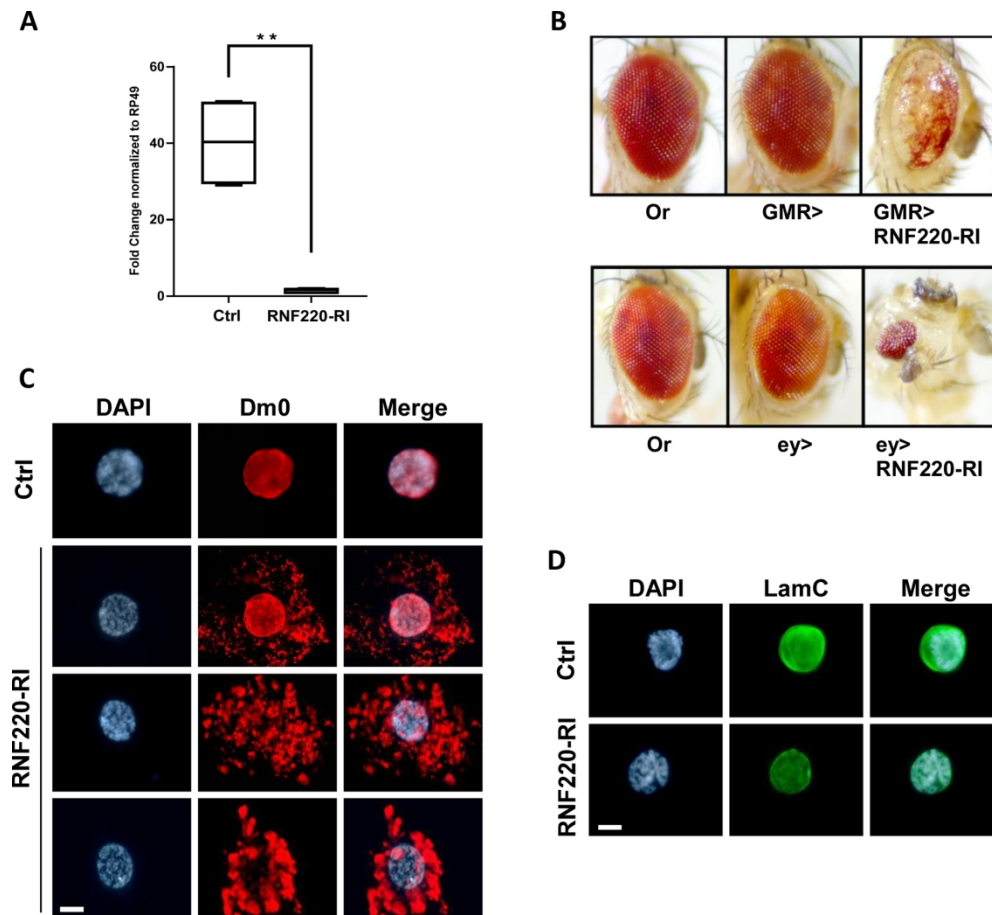 A
**
60
40
20
0
Fold Change normalized to RP49
Ctrl
RNF220-RI
B
Or
GMR>
GMR>
RNF220-RI
Or
ey>
ey>
RNF220-RI
C
DAPI
Dm0
Merge
Ctrl
RNF220-RI
D
DAPI
LamC
Merge
Ctrl
RNF220-RI